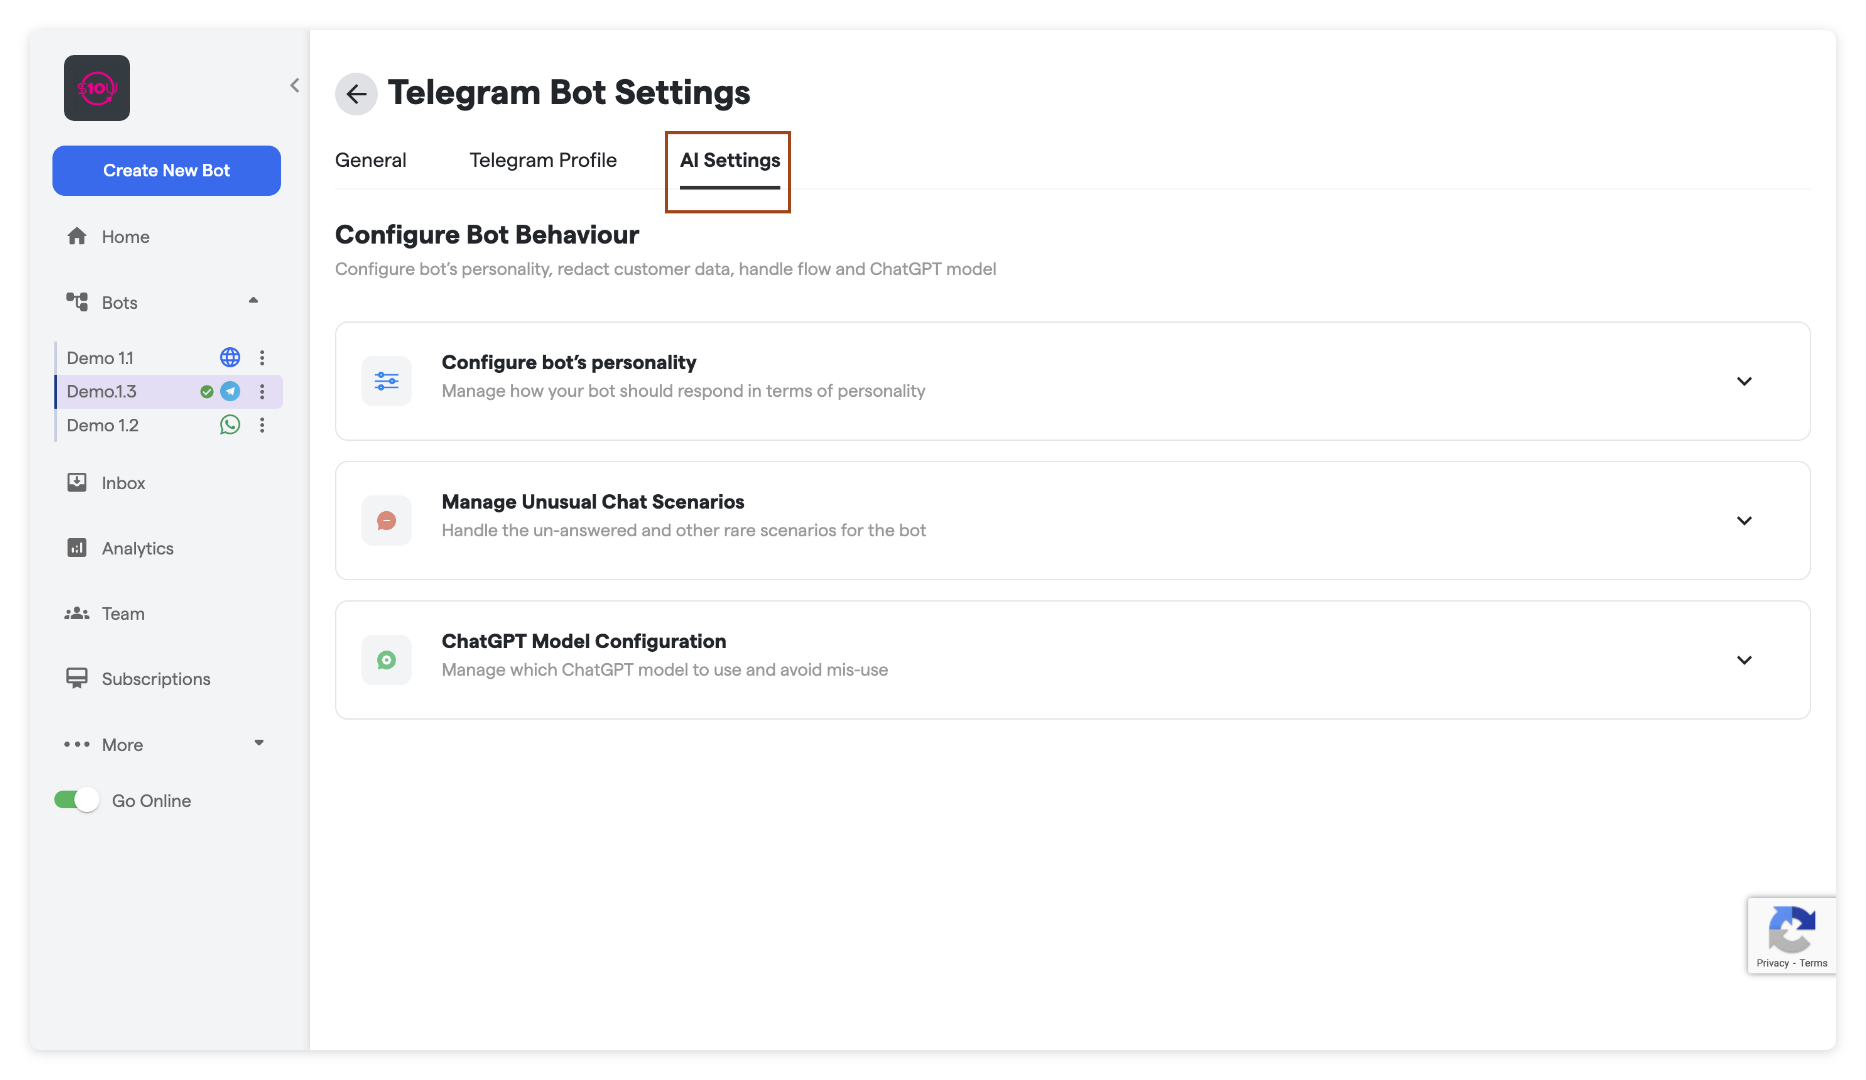 $10U
Create New Bot
Home
Bots
Demo 1.1
Demo.1.3
Demo 1.2
Inbox
Analytics
Team
Subscriptions
More
Go Online
Telegram Bot Settings
General
Telegram Profile
AI Settings
Configure Bot Behaviour
Configure bot’s personality, redact customer data, handle flow and ChatGPT model
Configure bot’s personality
Manage how your bot should respond in terms of personality
Manage Unusual Chat Scenarios
Handle the un-answered and other rare scenarios for the bot
ChatGPT Model Configuration
Manage which ChatGPT model to use and avoid mis-use
Privacy - Terms